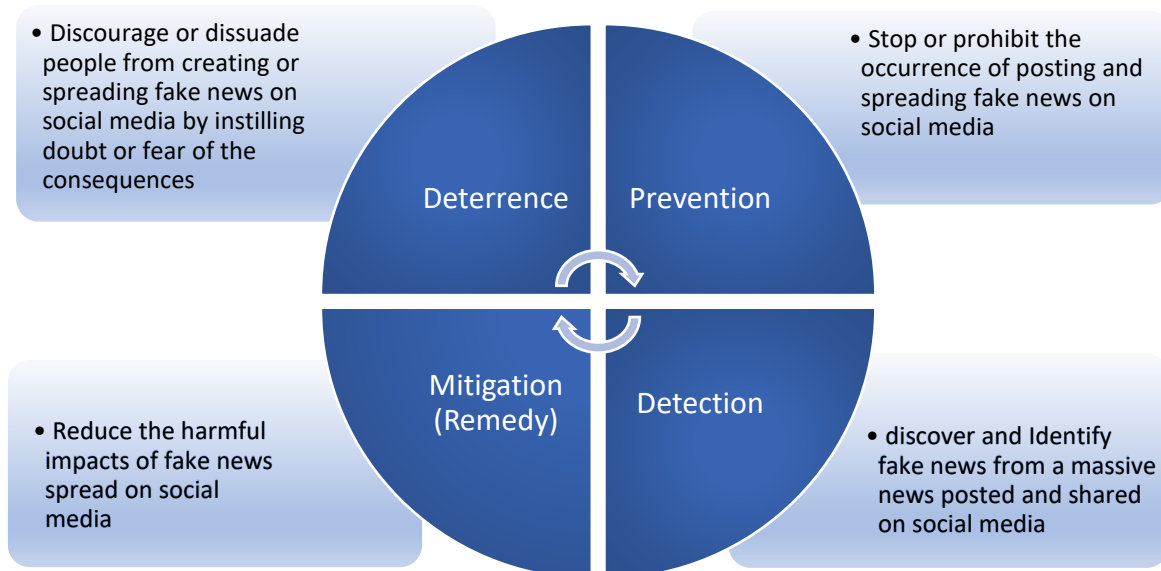 • Discourage or dissuade
people from creating or
spreading fake news on
social media by instilling
doubt or fear of the
consequences
• Stop or prohibit the
occurrence of posting and
spreading fake news on
social media
Deterrence
Prevention
Mitigation
(Remedy)
Detection
• Reduce the harmful
impacts of fake news
spread on social
media
• discover and Identify
fake news from a massive
news posted and shared
on social media